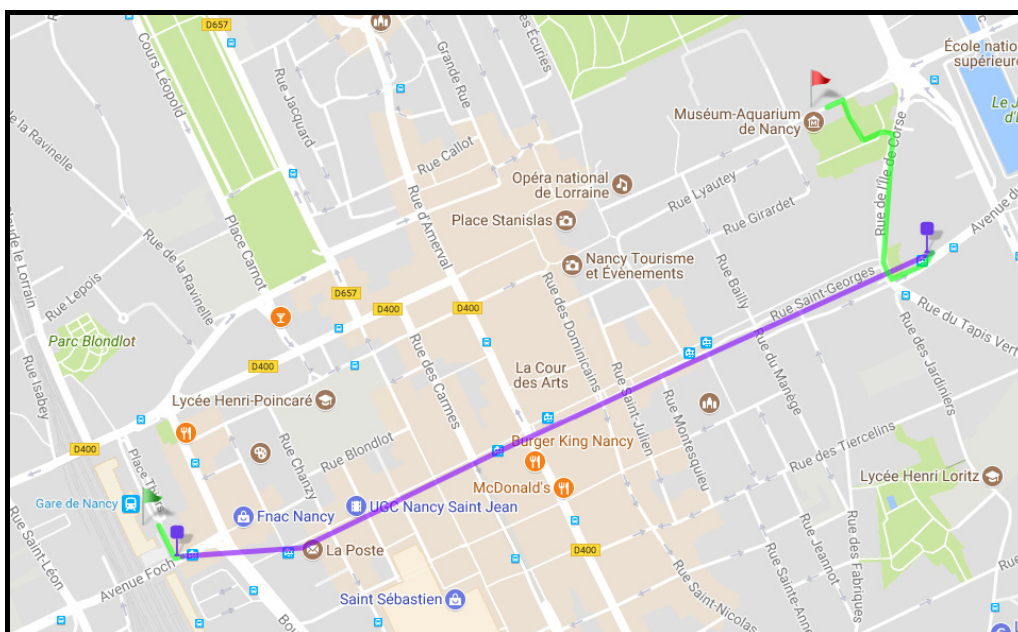 D657
Cours Léopold
Grande Rue
des Écuries
École natio
supérieure
Rue Jacquard
Le J
d'E
Muséum-Aquarium
de Nancy
de la Ravinelle
Rue Callot
Rue de l'Île de Corse
Opéra national
de Lorraine
Rue Lyautey
Place Stanislas
Rue d'Amerval
Rue Girardet
Avenue du
Place Carnot
Rue de la Ravinelle
Nancy Tourisme
et Événements
Rue Bailly
Rue Saint-Georges
Rue Lepois
D657
D400
D400
Rue des Dominicains
Rue du Tapis Vert
Parc Blondlot
Rue Isabey
D400
La Cour
des Arts
Rue du Manège
Rue des Jardiniers
Lycée Henri-Poincaré
Rue des Carmes
Rue Saint-Julien
Rue Montesquieu
D400
Rue Blondlot
Burger King Nancy
Rue des Tiercelins
Place Thiers
Rue Chanzy
McDonald's
Lycée Henri Loritz
Gare de Nancy
UGC Nancy Saint Jean
Fnac Nancy
Rue Saint-Léon
La Poste
D400
Avenue Foch
Rue Jeannot
Rue des Fabriques
Rue Sainte-Anne
Saint Sébastien
Rue Saint-Nicolas
Bou